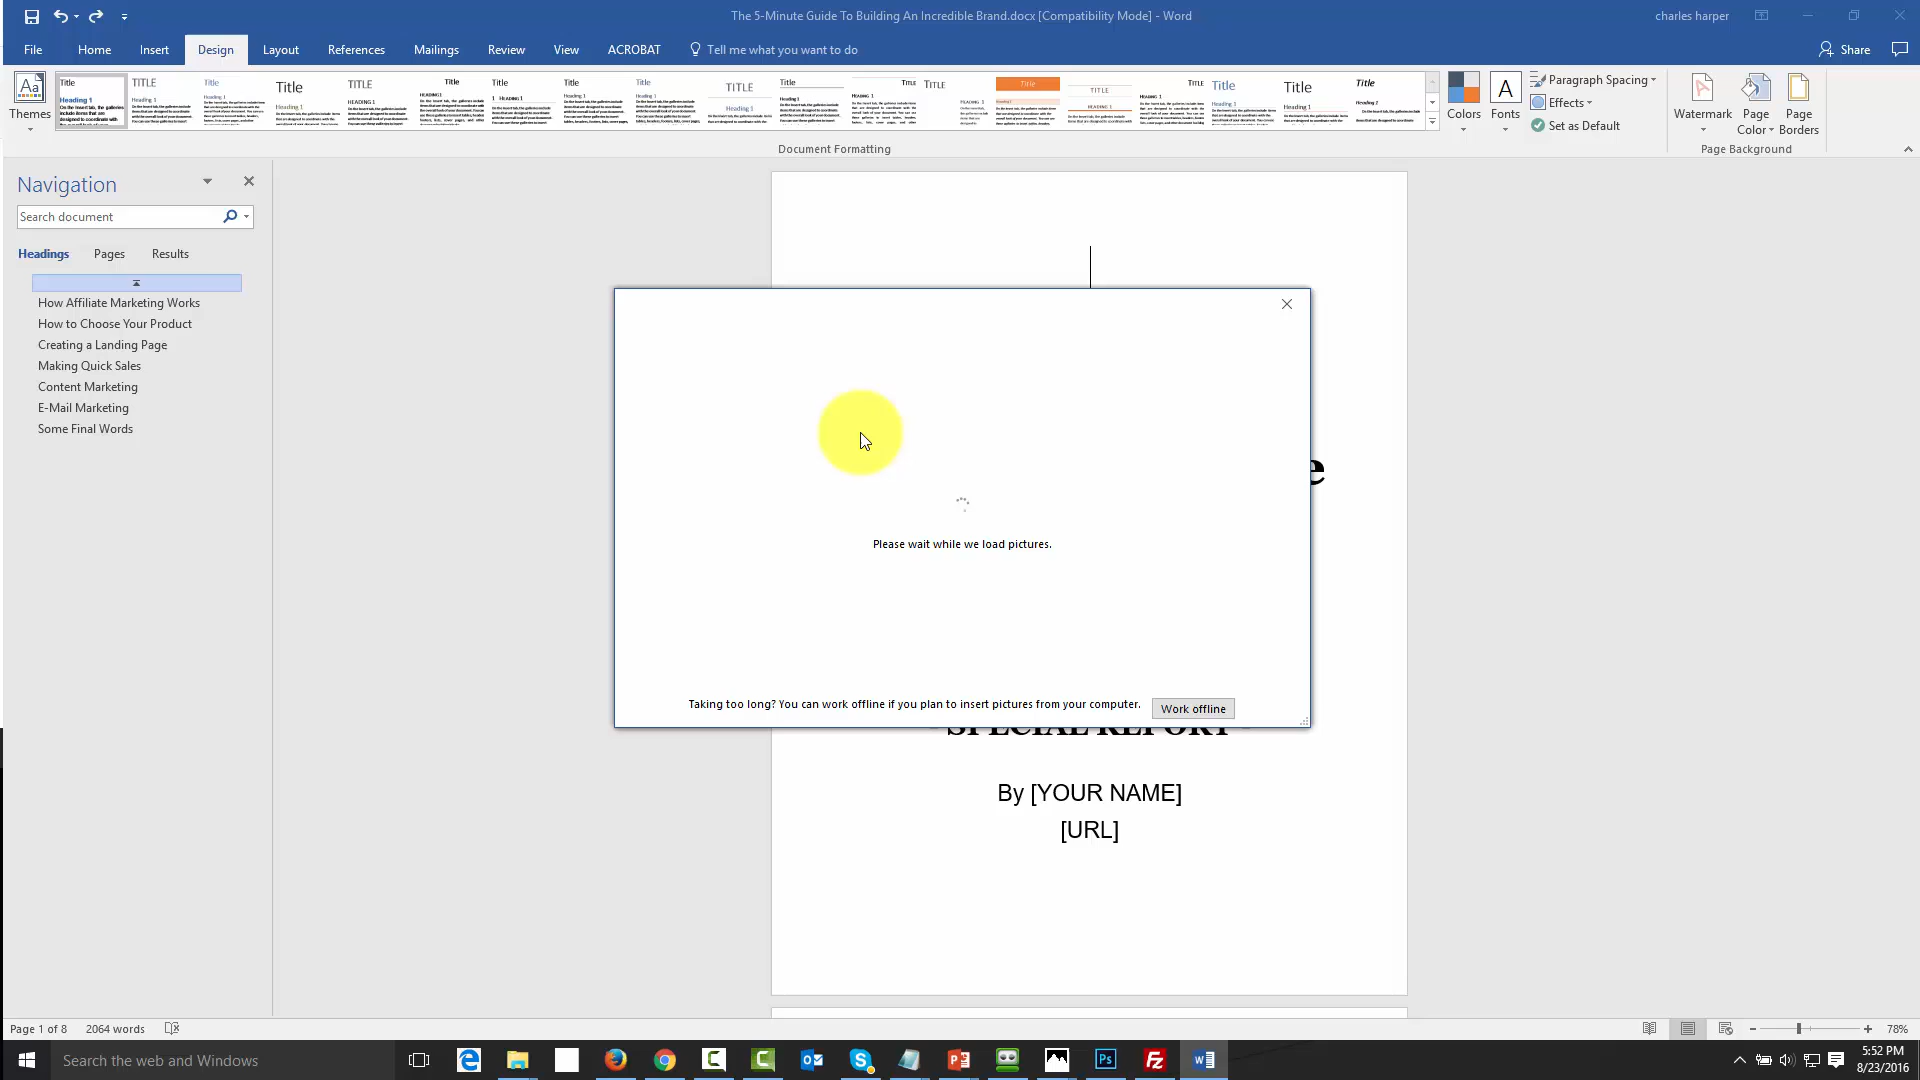 The 5-Minute Guide To Building An Incredible Brand.docx [Compatibility Mode] - Word
charles harper
File Home Insert Design Layout References Mailings Review View ACROBAT Tell me what you want to do
Share
Themes
Title TITLE Title Title TITLE Title Title Title Title TITLE Title Title TITLE Title TITLE Title Title Title Title
Heading 1
Colors
Fonts
Paragraph Spacing
Effects
Set as Default
Watermark
Page Color
Page Borders
Document Formatting
Page Background
Navigation
Search document
Headings Pages Results
How Affiliate Marketing Works
How to Choose Your Product
Creating a Landing Page
Making Quick Sales
Content Marketing
E-Mail Marketing
Some Final Words
e
Please wait while we load pictures.
Taking too long? You can work offline if you plan to insert pictures from your computer.
Work offline
SPECIAL REPORT
By [YOUR NAME]
[URL]
Page 1 of 8 2064 words
78%
Search the web and Windows
5:52 PM
8/23/2016